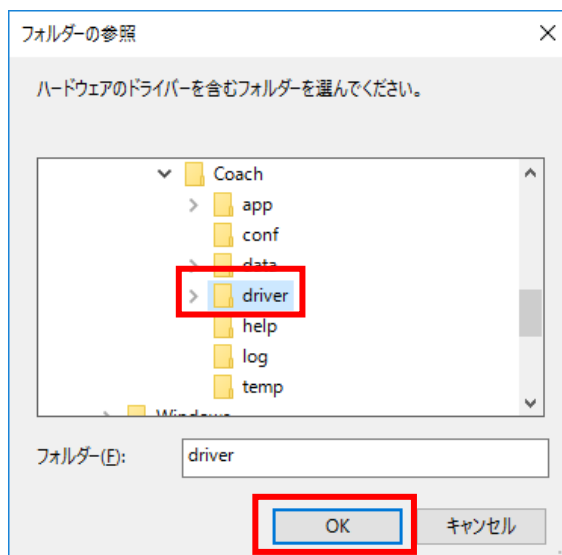 フォルダーの参照
ハードウェアのドライバーを含むフォルダーを選んでください。
Coach
app
conf
data
driver
help
log
temp
Windows
フォルダー(F): driver
OK キャンセル